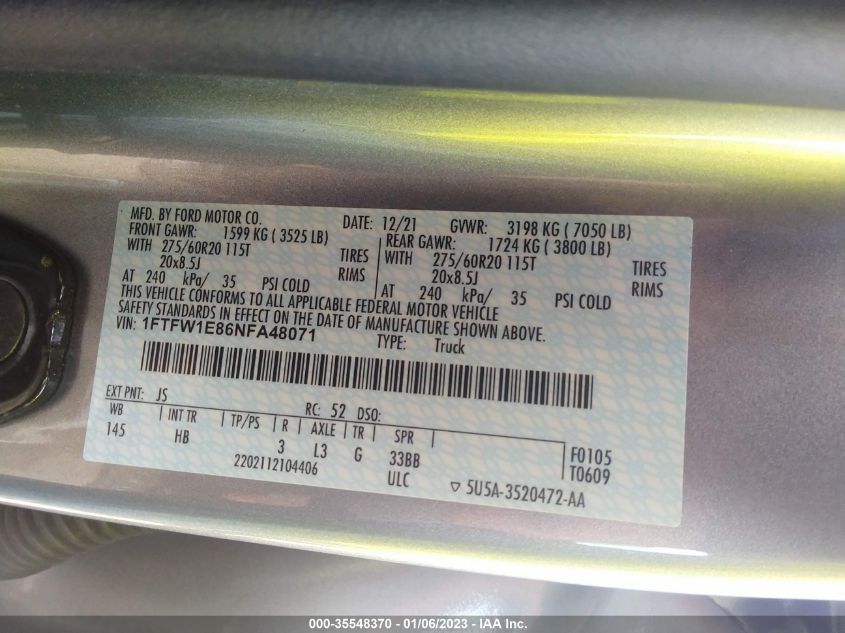 MFD. BY FORD MOTOR CO. DATE: 12/21 GVWR: 3198 KG ( 7050 LB)
FRONT GAWR: 1599 KG ( 3525 LB) REAR GAWR: 1724 KG ( 3800 LB)
WITH 275/60R20 115T TIRES WITH 275/60R20 115T TIRES
20x8.5J RIMS 20x8.5J RIMS
AT 240 kPa/ 35 PSI COLD AT 240 kPa/ 35 PSI COLD
THIS VEHICLE CONFORMS TO ALL APPLICABLE FEDERAL MOTOR VEHICLE
SAFETY STANDARDS IN EFFECT ON THE DATE OF MANUFACTURE SHOWN ABOVE.
VIN: 1FTFW1E86NFA48071 TYPE: Truck
EXT PNT: JS RC: 52 DSO:
WB INT TR TP/PS R AXLE TR SPR
145 HB 3 L3 G 33BB F0105
2202112104406 ULC T0609
5U5A-3520472-AA
000-35548370 - 01/06/2023 - IAA Inc.